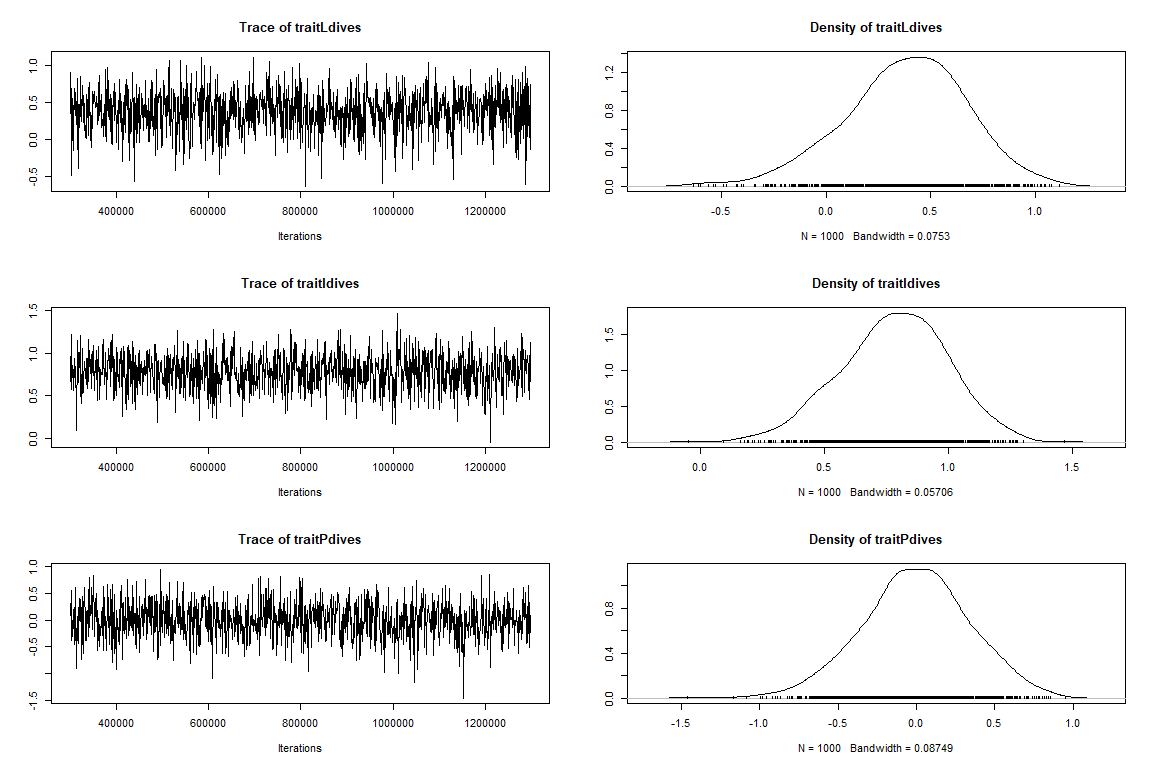 Trace of traitLdives
Density of traitLdives
1.0
0.5
0.0
-0.5
400000 600000 800000 1000000 1200000
Iterations
1.2
0.8
0.4
0.0
-0.5 0.0 0.5 1.0
N = 1000 Bandwidth = 0.0753
Trace of traitIdives
Density of traitIdives
1.5
1.0
0.5
0.0
400000 600000 800000 1000000 1200000
Iterations
1.5
1.0
0.5
0.0
0.0 0.5 1.0 1.5
N = 1000 Bandwidth = 0.05706
Trace of traitPdives
Density of traitPdives
1.0
0.5
0.0
-0.5
-1.5
400000 600000 800000 1000000 1200000
Iterations
0.8
0.4
0.0
-1.5 -1.0 -0.5 0.0 0.5 1.0
N = 1000 Bandwidth = 0.08749